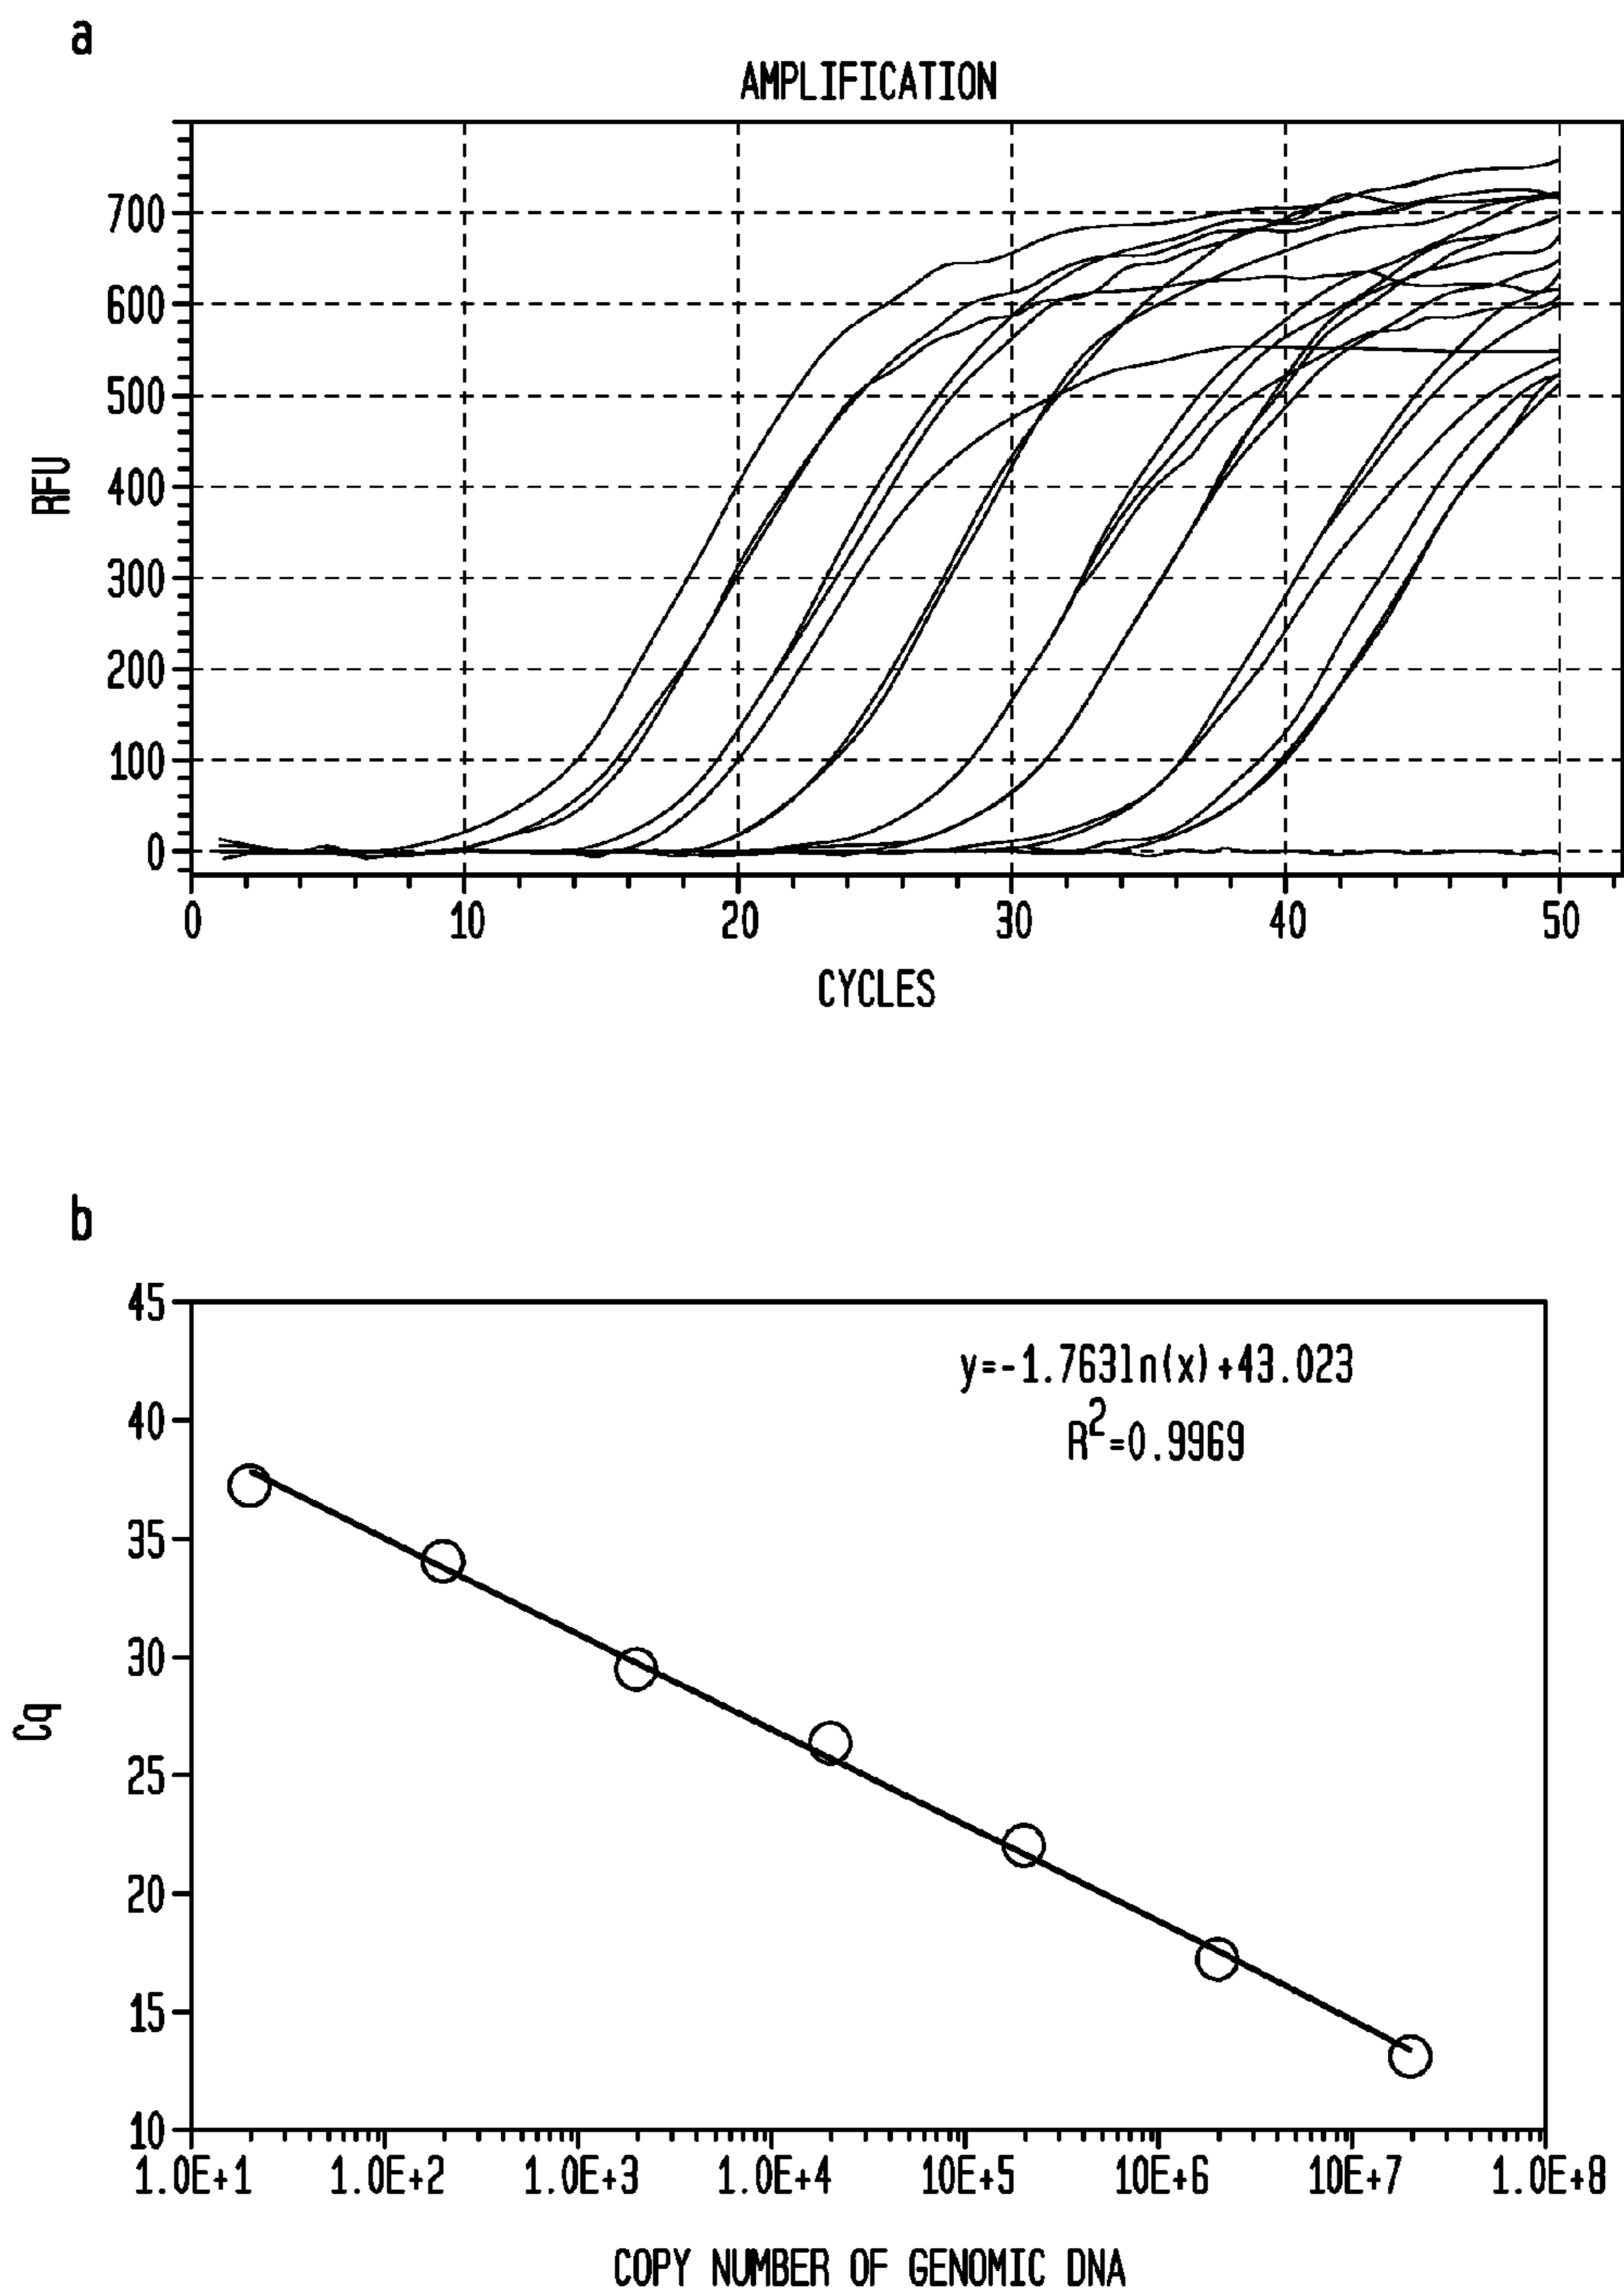 a
AMPLIFICATION
700
600
500
400
300
200
100
0
RFU
0 10 20 30 40 50
CYCLES
b
45
40
35
30
25
20
15
10
Cq
y=-1.763ln(x)+43.023
R²=0.9969
1.0E+1 1.0E+2 1.0E+3 1.0E+4 10E+5 10E+6 10E+7 1.0E+8
COPY NUMBER OF GENOMIC DNA